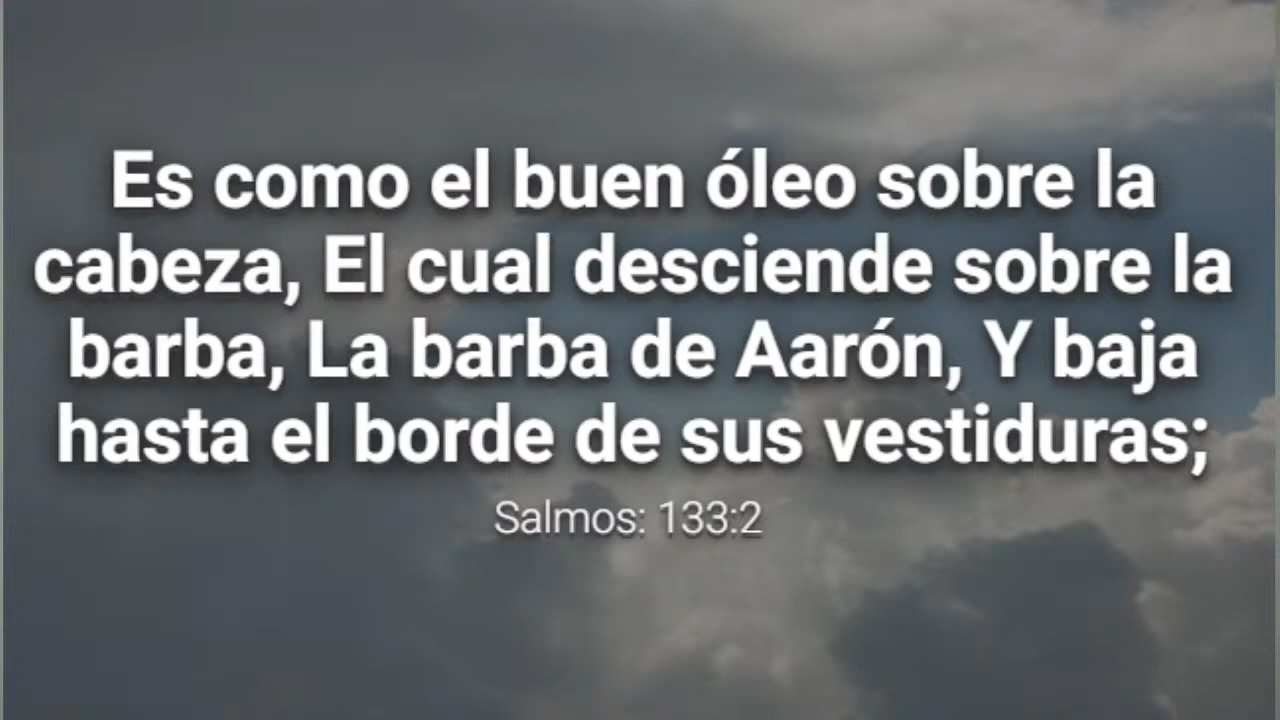 Es como el buen óleo sobre la
cabeza, El cual desciende sobre la
barba, La barba de Aarón, Y baja
hasta el borde de sus vestiduras;
Salmos: 133:2